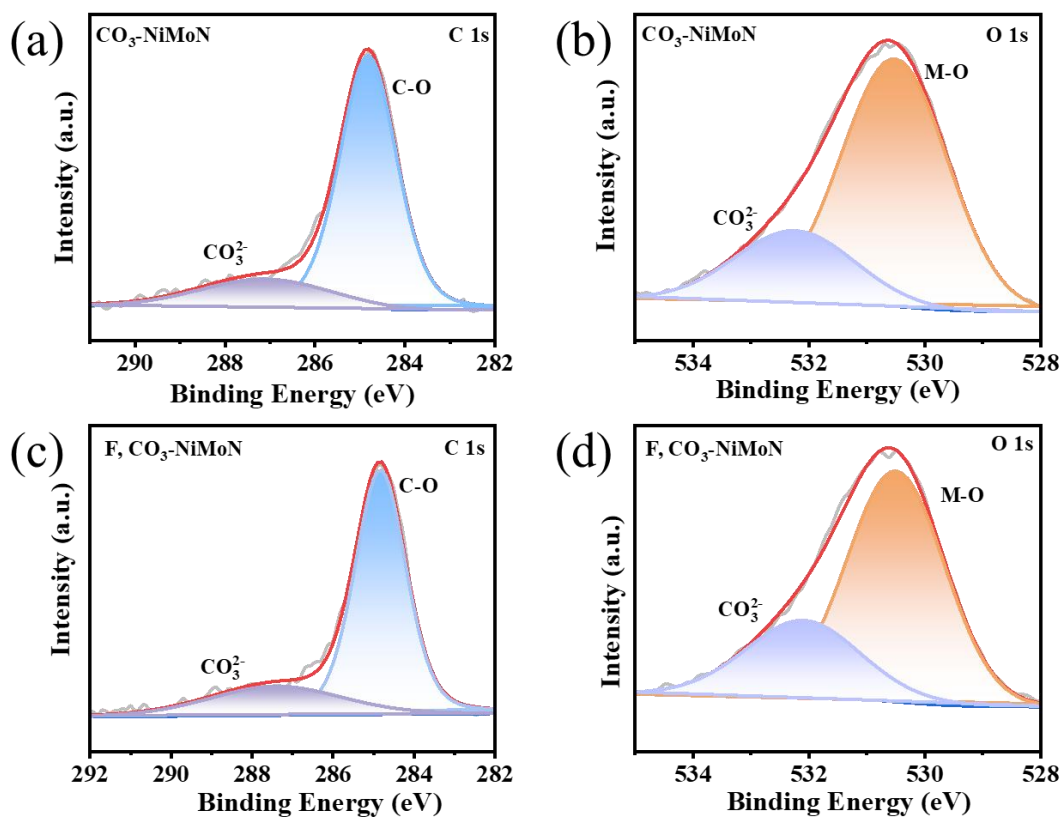 (a)
CO₃-NiMoN
C 1s
C-O
CO₃²⁻
Intensity (a.u.)
290 288 286 284 282
Binding Energy (eV)
(b)
CO₃-NiMoN
O 1s
M-O
CO₃²⁻
Intensity (a.u.)
534 532 530 528
Binding Energy (eV)
(c)
F, CO₃-NiMoN
C 1s
C-O
CO₃²⁻
Intensity (a.u.)
292 290 288 286 284 282
Binding Energy (eV)
(d)
F, CO₃-NiMoN
O 1s
M-O
CO₃²⁻
Intensity (a.u.)
534 532 530 528
Binding Energy (eV)